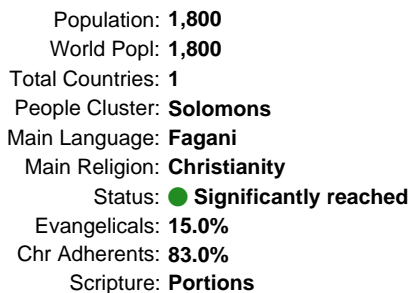 Population: 1,800
World Popl: 1,800
Total Countries: 1
People Cluster: Solomons
Main Language: Fagani
Main Religion: Christianity
Status: Significantly reached
Evangelicals: 15.0%
Chr Adherents: 83.0%
Scripture: Portions